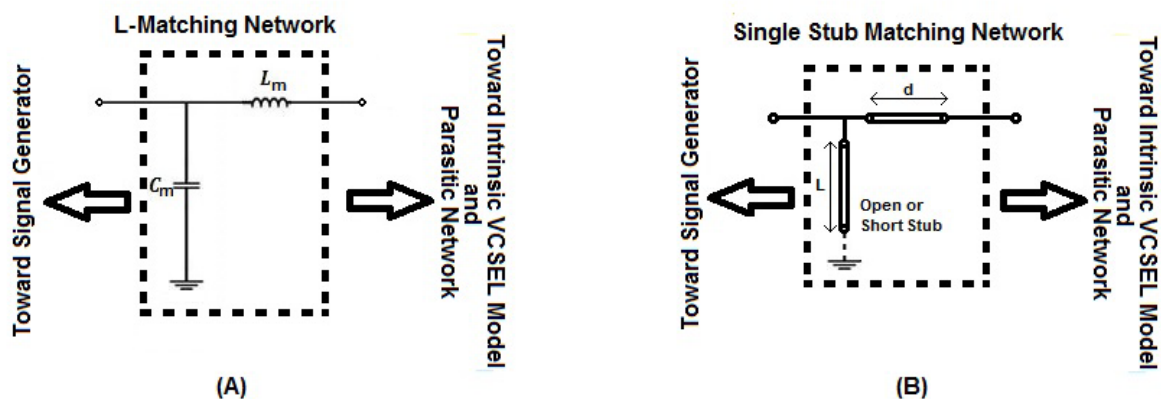 L-Matching Network
Toward Signal Generator
Lm
Cm
Toward Intrinsic VCSEL Model
and
Parasitic Network
(A)
Single Stub Matching Network
Toward Signal Generator
d
L
Open or
Short Stub
Toward Intrinsic VCSEL Model
and
Parasitic Network
(B)